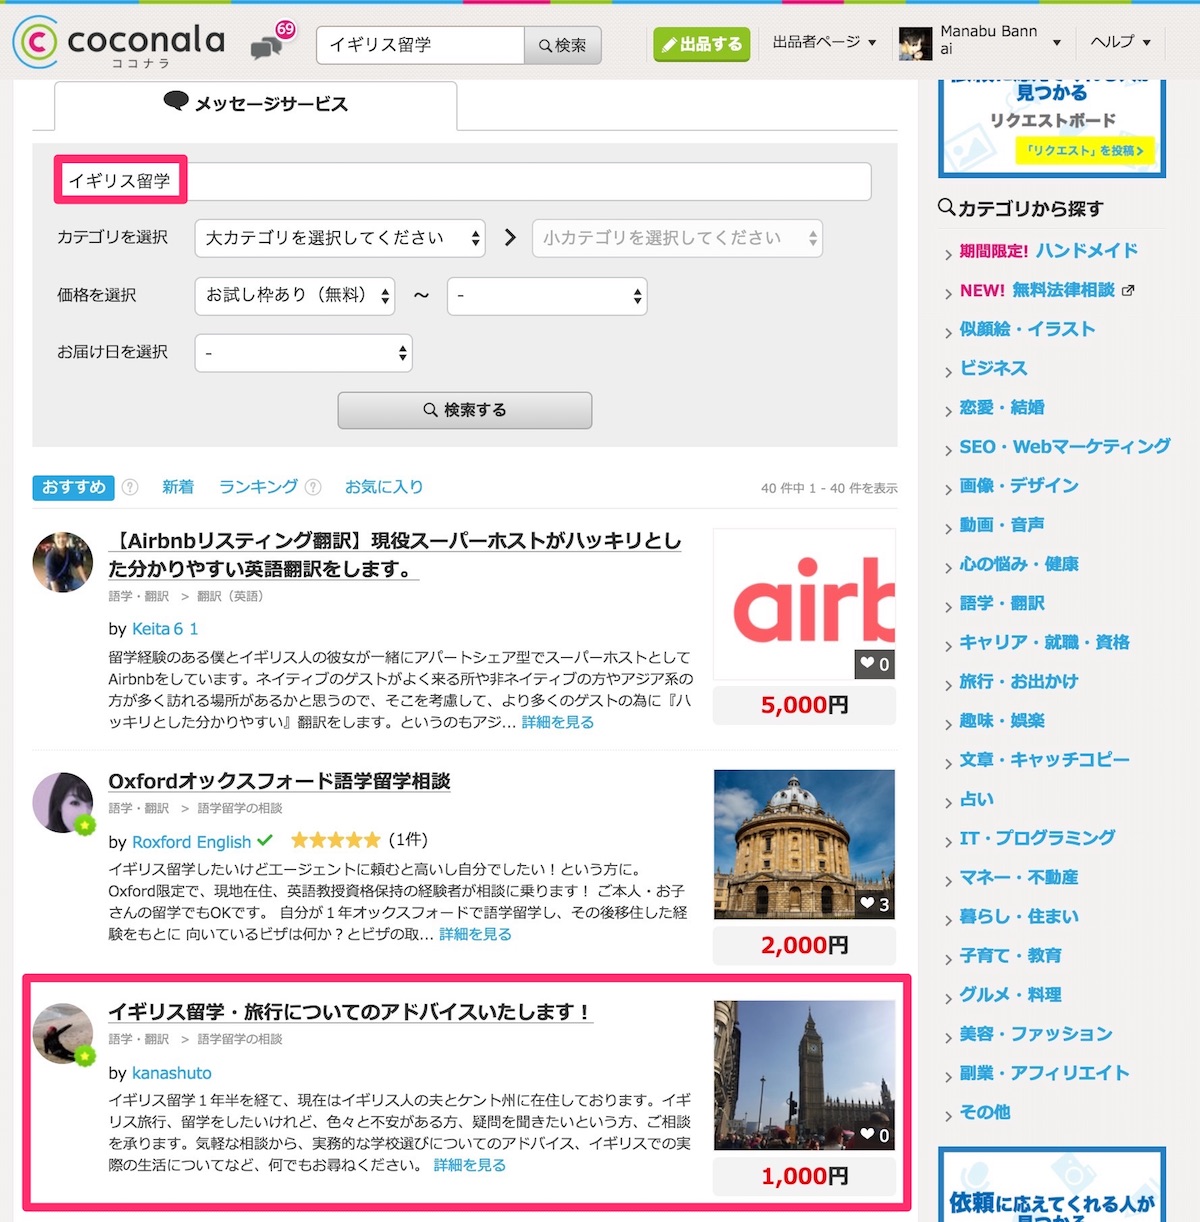 coconala
ココナラ
69
イギリス留学
検索
出品する
出品者ページ ▼
Manabu Bann
ai
▼
ヘルプ ▼
メッセージサービス
イギリス留学
カテゴリを選択
大カテゴリを選択してください
小カテゴリを選択してください
価格を選択
お試し枠あり（無料）
～
-
お届け日を選択
-
検索する
おすすめ ?
新着
ランキング ?
お気に入り
40 件中 1 - 40 件を表示
【Airbnbリスティング翻訳】現役スーパーホストがハッキリとし
た分かりやすい英語翻訳をします。
語学・翻訳 > 翻訳（英語）
by Keita６１
留学経験のある僕とイギリス人の彼女が一緒にアパートシェア型でスーパーホストとして
Airbnbをしています。ネイティブのゲストがよく来る所や非ネイティブの方やアジア系の
方が多く訪れる場所があるかと思うので、そこを考慮して、より多くのゲストの為に『ハ
ッキリとした分かりやすい』翻訳をします。というのもアジ... 詳細を見る
airb
0
5,000円
Oxfordオックスフォード語学留学相談
語学・翻訳 > 語学留学の相談
by Roxford English
(1件)
イギリス留学したいけどエージェントに頼むと高いし自分でしたい！という方に。
Oxford限定で、現地在住、英語教授資格保持の経験者が相談に乗ります！ ご本人・お子
さんの留学でもOKです。 自分が１年オックスフォードで語学留学し、その後移住した経
験をもとに 向いているビザは何か？とビザの取... 詳細を見る
3
2,000円
イギリス留学・旅行についてのアドバイスいたします！
語学・翻訳 > 語学留学の相談
by kanashuto
イギリス留学１年半を経て、現在はイギリス人の夫とケント州に在住しております。イギ
リス旅行、留学をしたいけれど、色々と不安がある方、疑問を聞きたいという方、ご相談
を承ります。気軽な相談から、実務的な学校選びについてのアドバイス、イギリスでの実
際の生活についてなど、何でもお尋ねください。 詳細を見る
0
1,000円
見つかる
リクエストボード
「リクエスト」を投稿
カテゴリから探す
期間限定! ハンドメイド
NEW! 無料法律相談
似顔絵・イラスト
ビジネス
恋愛・結婚
SEO・Webマーケティング
画像・デザイン
動画・音声
心の悩み・健康
語学・翻訳
キャリア・就職・資格
旅行・お出かけ
趣味・娯楽
文章・キャッチコピー
占い
IT・プログラミング
マネー・不動産
暮らし・住まい
子育て・教育
グルメ・料理
美容・ファッション
副業・アフィリエイト
その他
依頼に応えてくれる人が